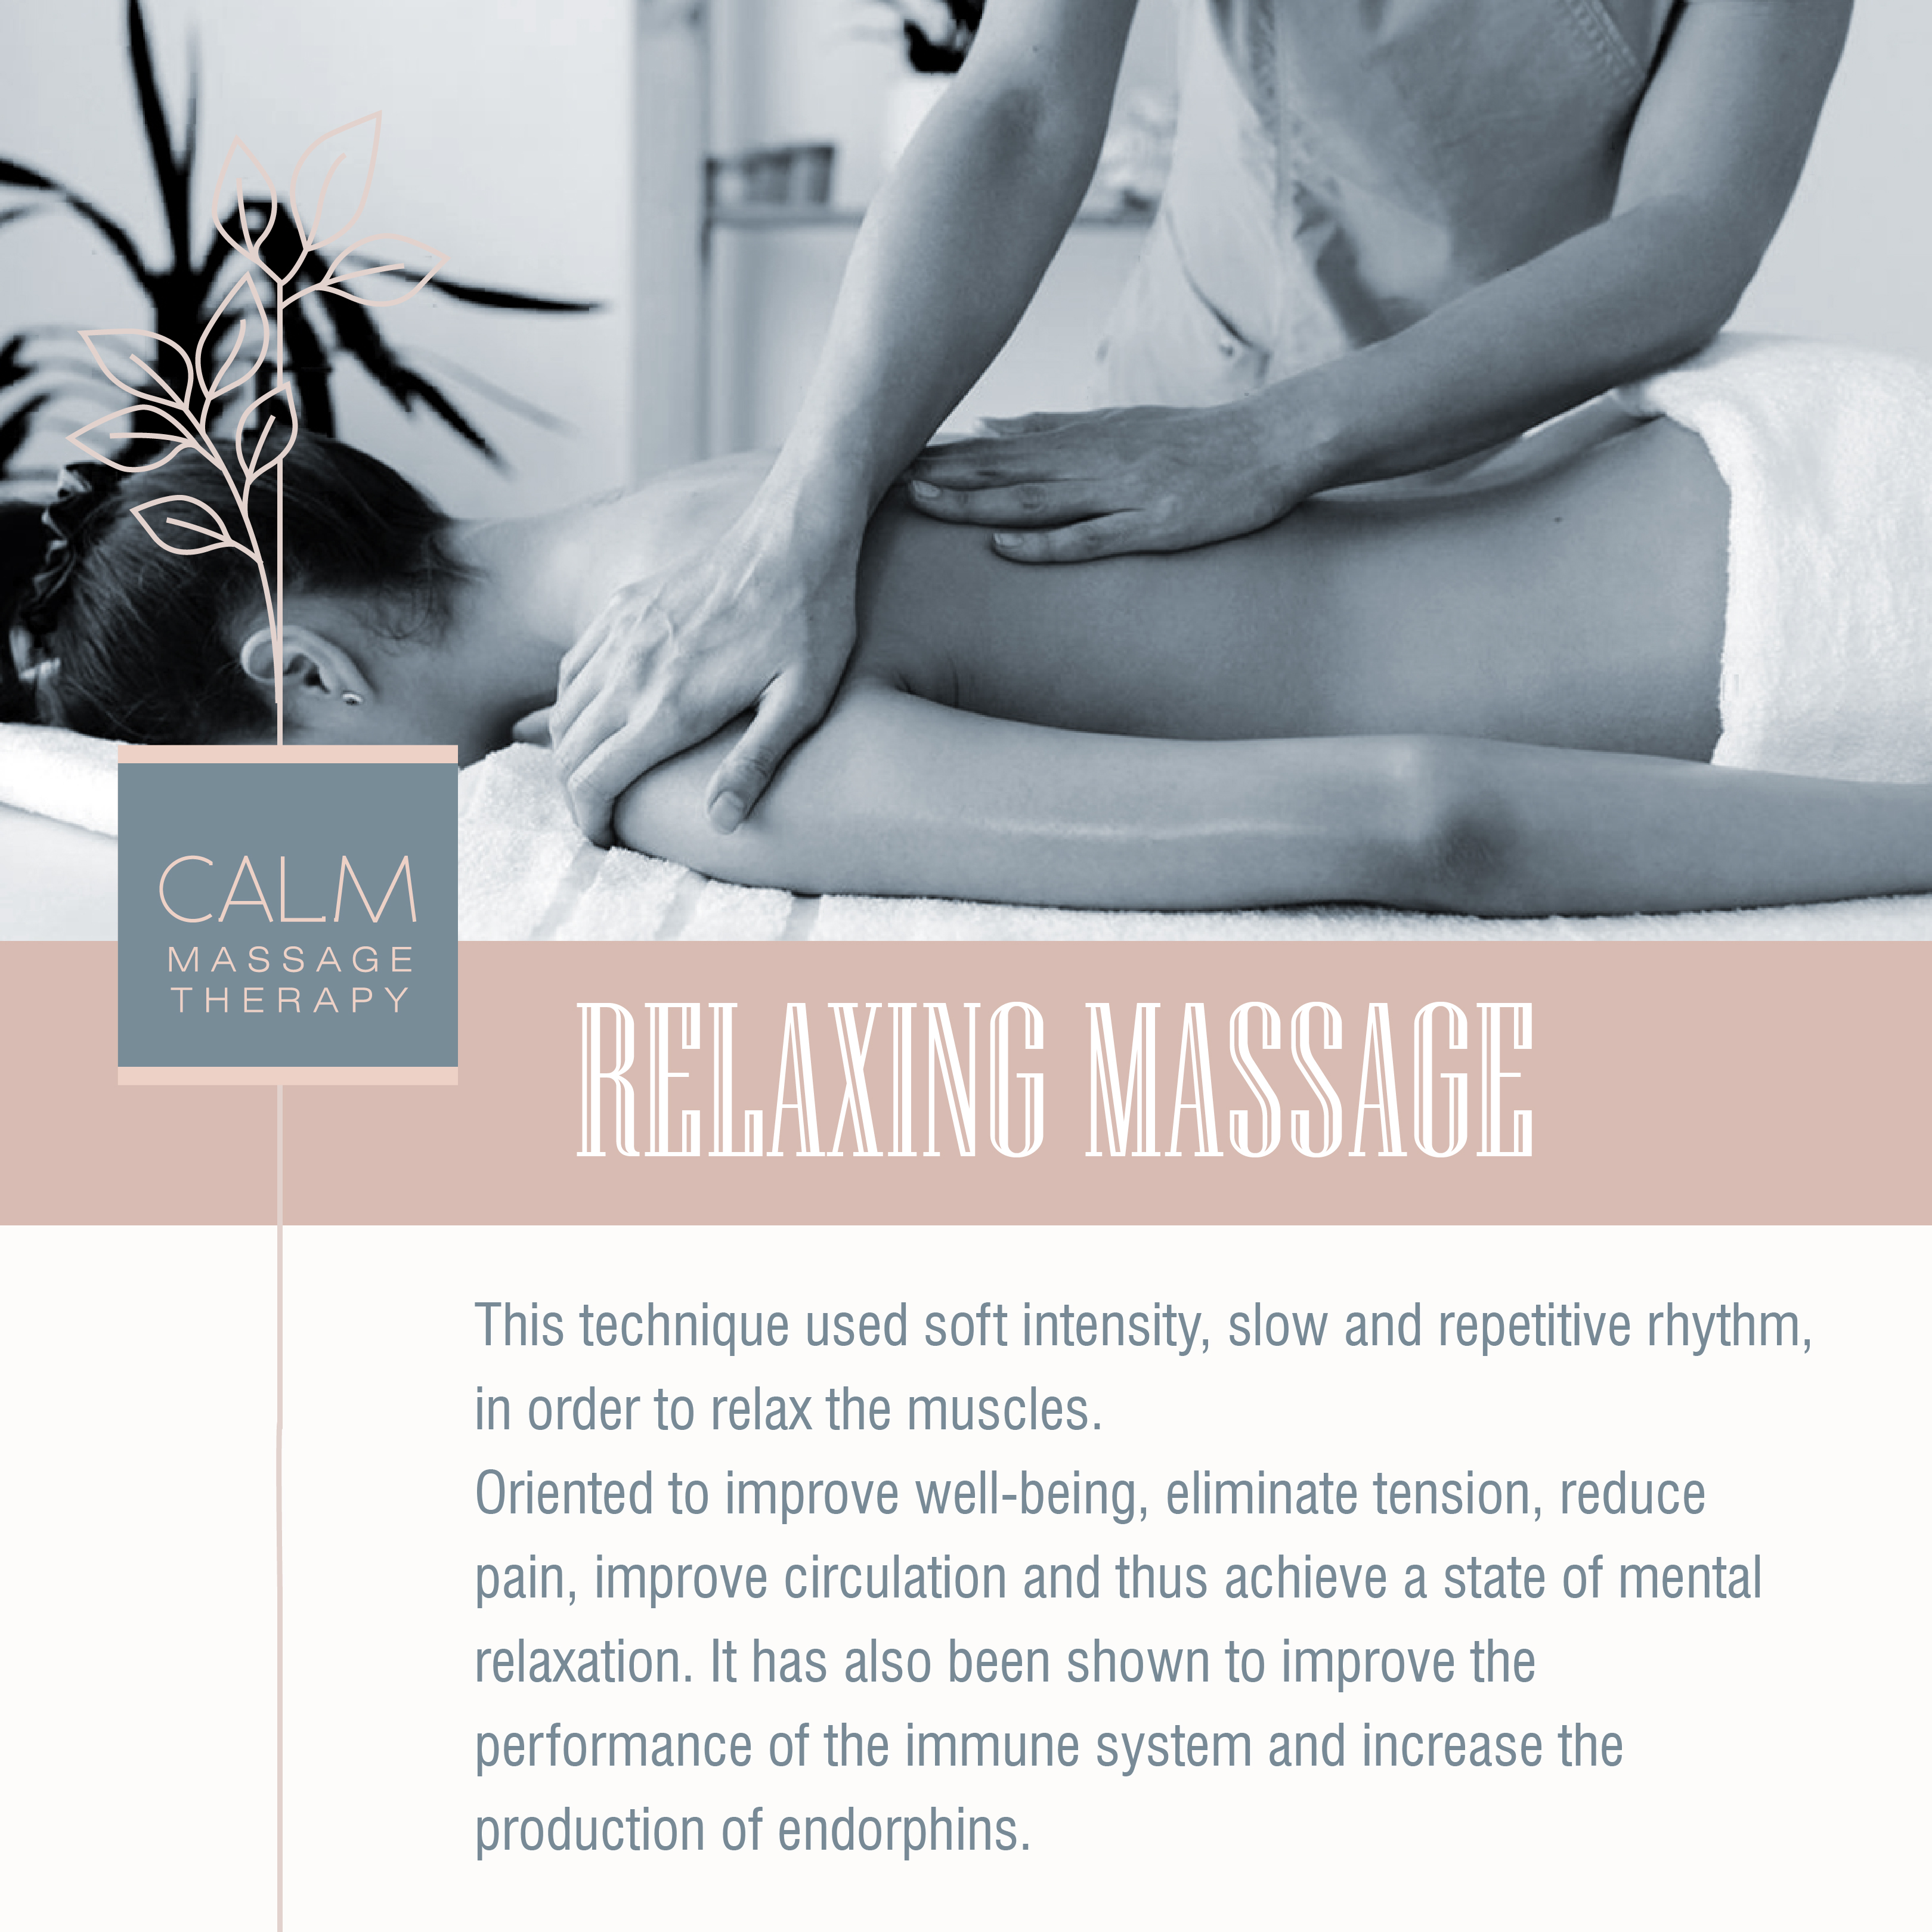 CALM
MASSAGE
THERAPY
RELAXING MASSAGE
This technique used soft intensity, slow and repetitive rhythm,
in order to relax the muscles.
Oriented to improve well-being, eliminate tension, reduce
pain, improve circulation and thus achieve a state of mental
relaxation. It has also been shown to improve the
performance of the immune system and increase the
production of endorphins.